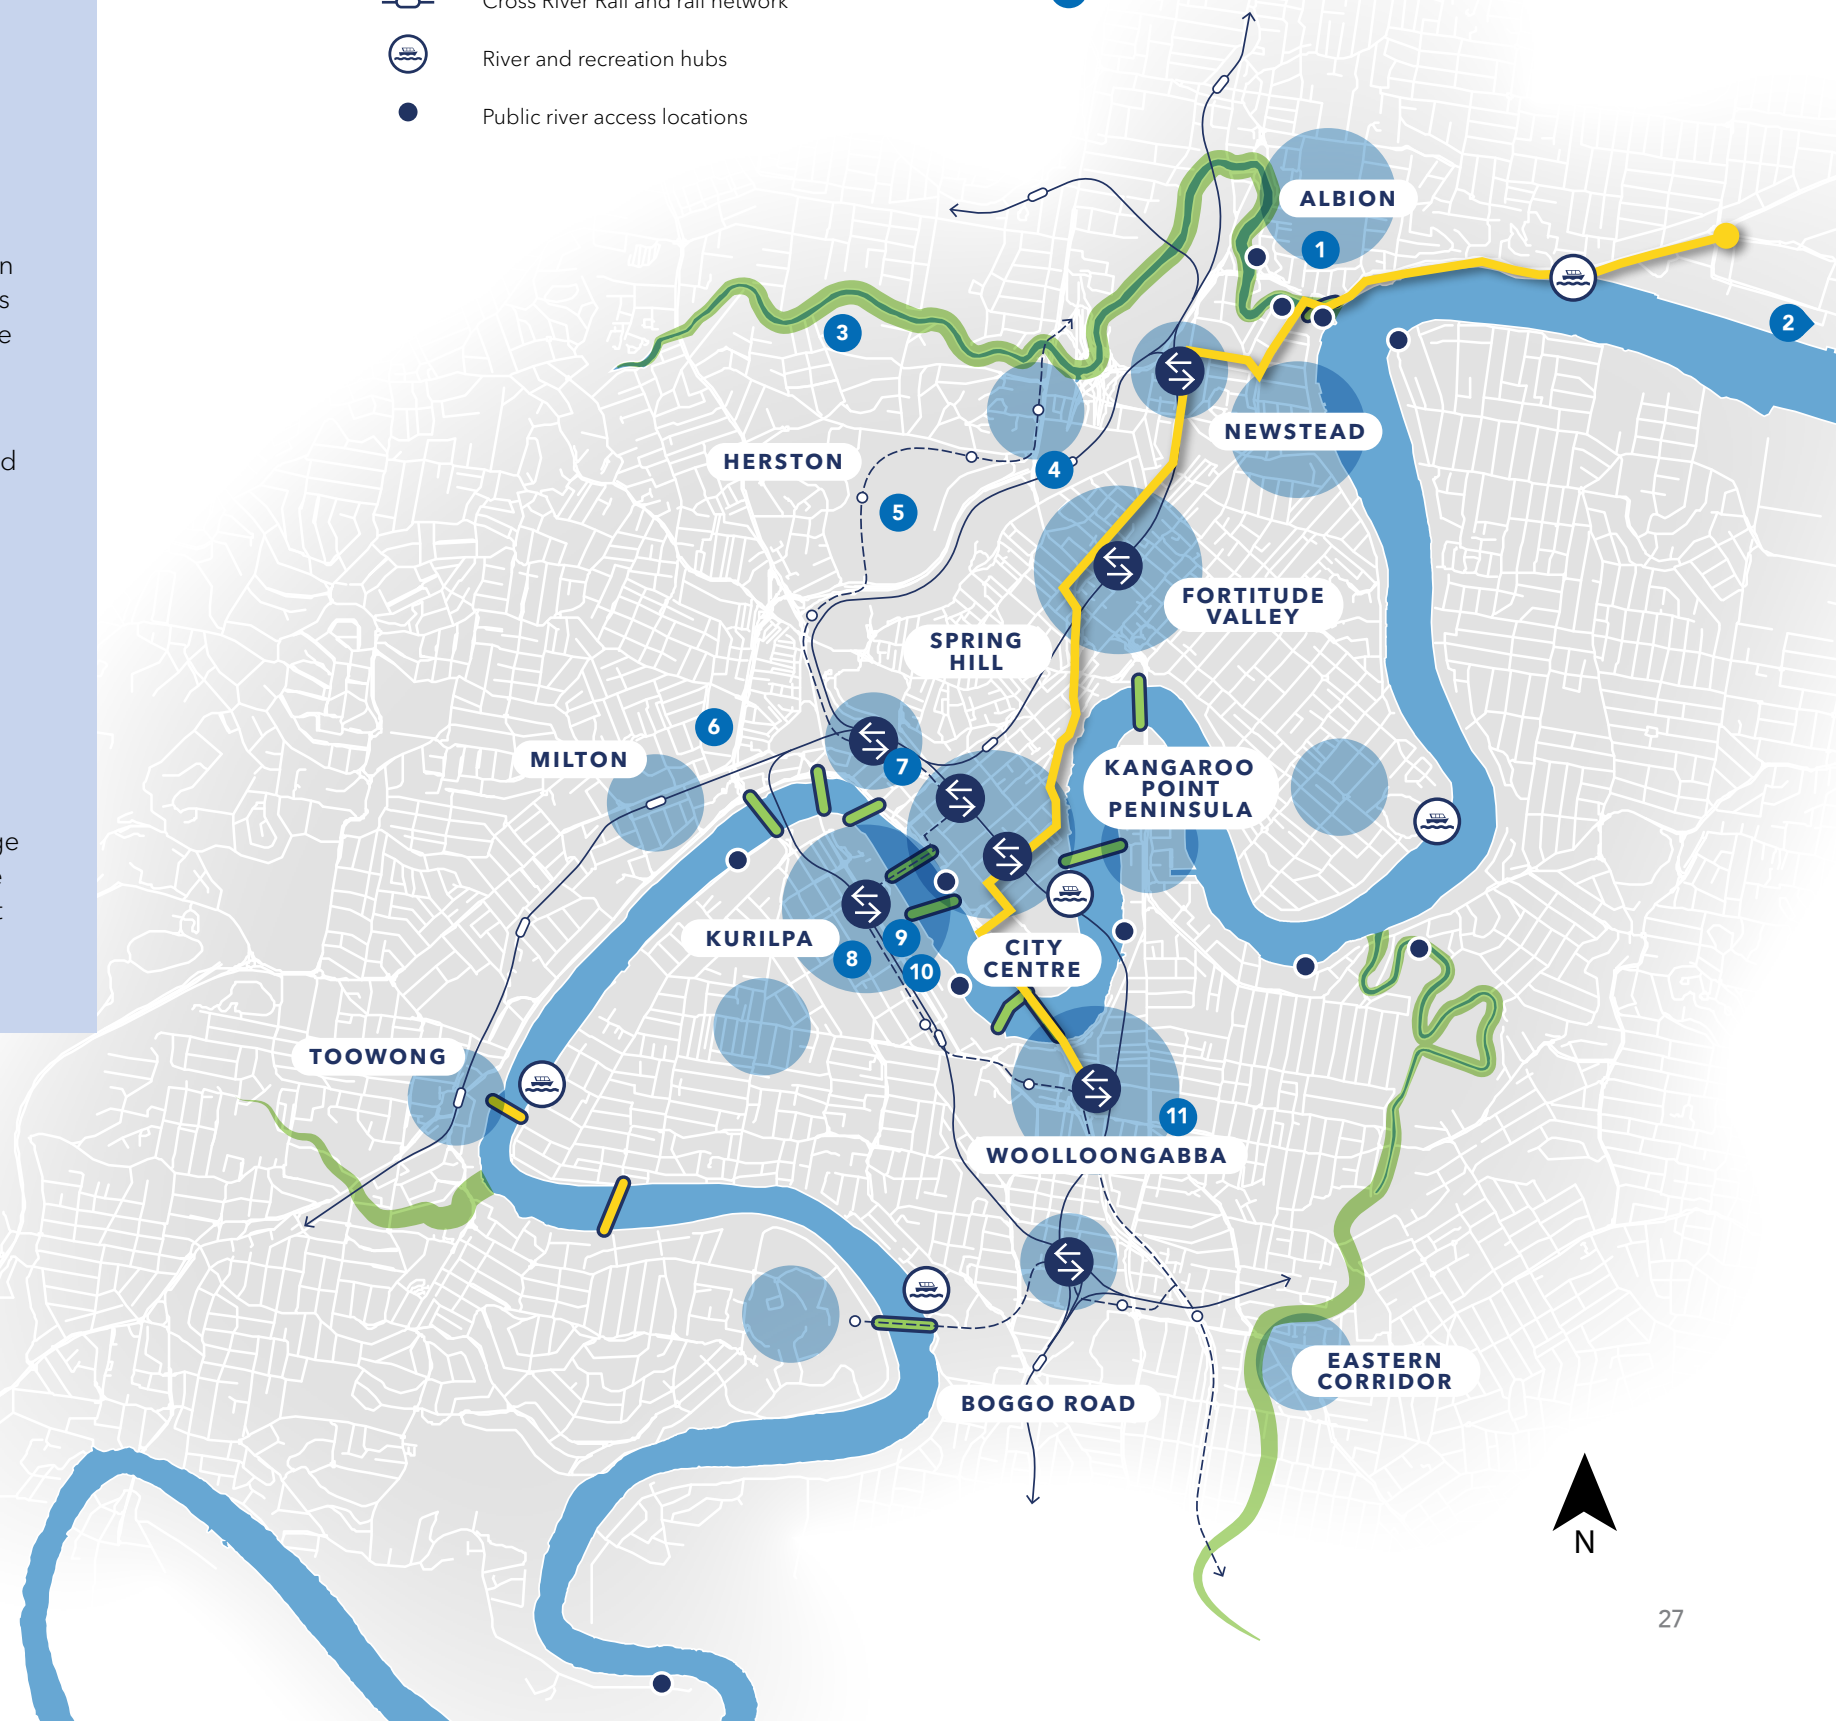 Cross River Rail and rail network
River and recreation hubs
Public river access locations
n
s
e
d
ge
e
t
ALBION
1
2
3
NEWSTEAD
HERSTON
4
5
FORTITUDE
VALLEY
SPRING
HILL
6
MILTON
7
KANGAROO
POINT
PENINSULA
KURILPA
9
8
10
CITY
CENTRE
TOOWONG
11
WOOLLOONGABBA
EASTERN
CORRIDOR
BOGGO ROAD
N
27